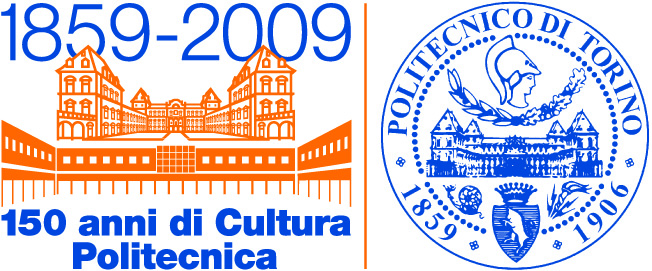 1859-2009
150 anni di Cultura
Politecnica
POLITECNICO DI TORINO
1859
1906